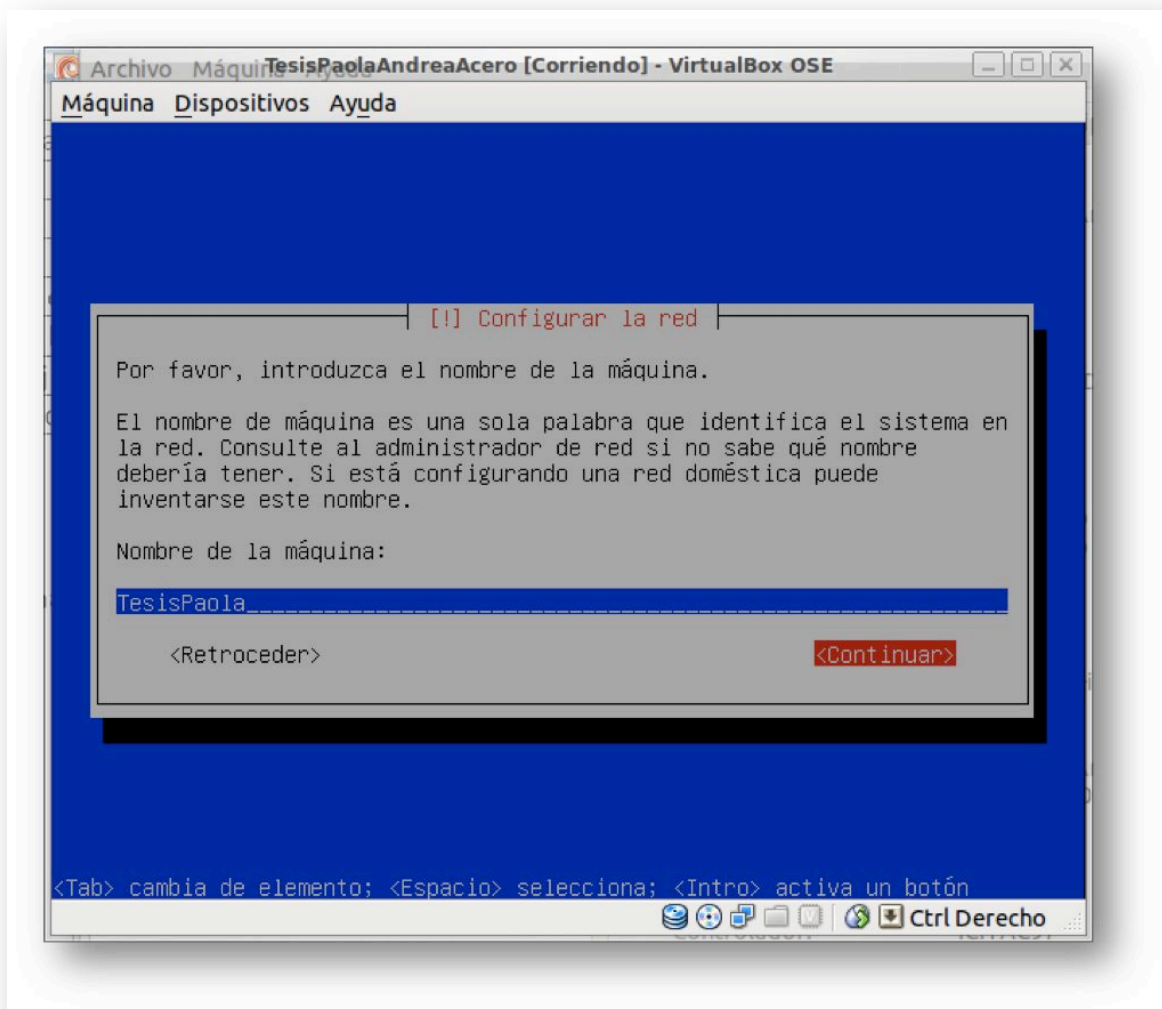 Archivo Máquina Ayuda
TesisPaolaAndreaAcero [Corriendo] - VirtualBox OSE
Máquina Dispositivos Ayuda
[!] Configurar la red
Por favor, introduzca el nombre de la máquina.
El nombre de máquina es una sola palabra que identifica el sistema en
la red. Consulte al administrador de red si no sabe qué nombre
debería tener. Si está configurando una red doméstica puede
inventarse este nombre.
Nombre de la máquina:
TesisPaola
<Retroceder> <Continuar>
<Tab> cambia de elemento; <Espacio> selecciona; <Intro> activa un botón
Ctrl Derecho